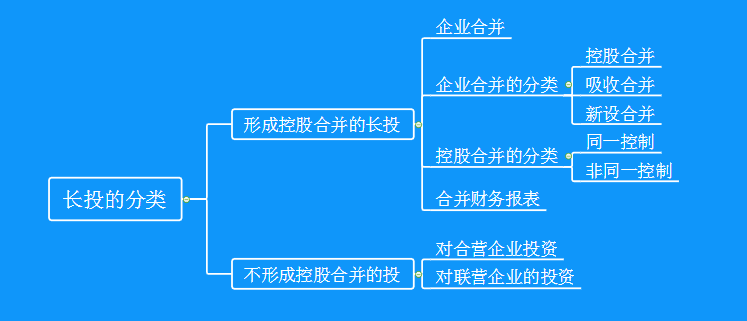 长投的分类
形成控股合并的长投
企业合并
企业合并的分类
控股合并
吸收合并
新设合并
控股合并的分类
同一控制
非同一控制
合并财务报表
不形成控股合并的投
对合营企业投资
对联营企业的投资